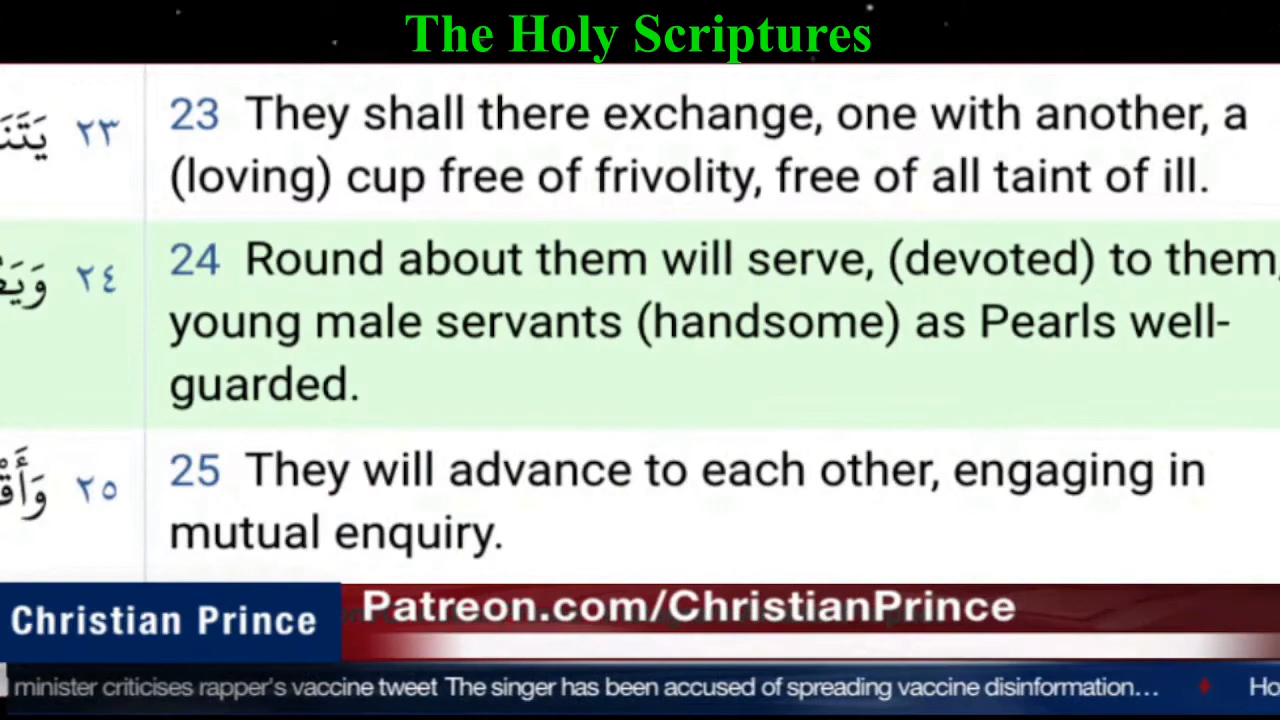 The Holy Scriptures
٢٣
23 They shall there exchange, one with another, a
(loving) cup free of frivolity, free of all taint of ill.
٢٤
24 Round about them will serve, (devoted) to them,
young male servants (handsome) as Pearls well-
guarded.
٢٥
25 They will advance to each other, engaging in
mutual enquiry.
Christian Prince
Patreon.com/ChristianPrince
minister criticises rapper's vaccine tweet The singer has been accused of spreading vaccine disinformation... Ho